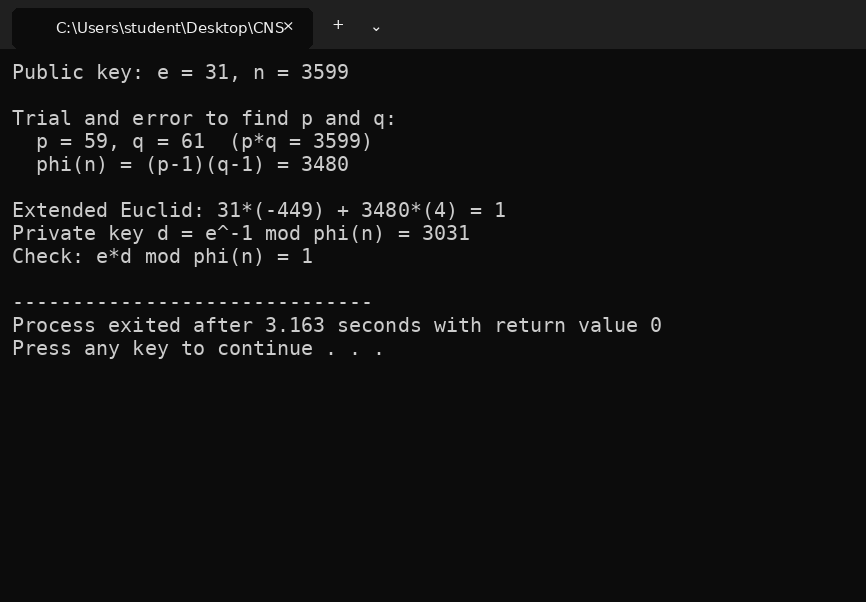 C:\Users\student\Desktop\CNS
Public key: e = 31, n = 3599
Trial and error to find p and q:
p = 59, q = 61  (p*q = 3599)
phi(n) = (p-1)(q-1) = 3480
Extended Euclid: 31*(-449) + 3480*(4) = 1
Private key d = e^-1 mod phi(n) = 3031
Check: e*d mod phi(n) = 1
------------------------------
Process exited after 3.163 seconds with return value 0
Press any key to continue . . .